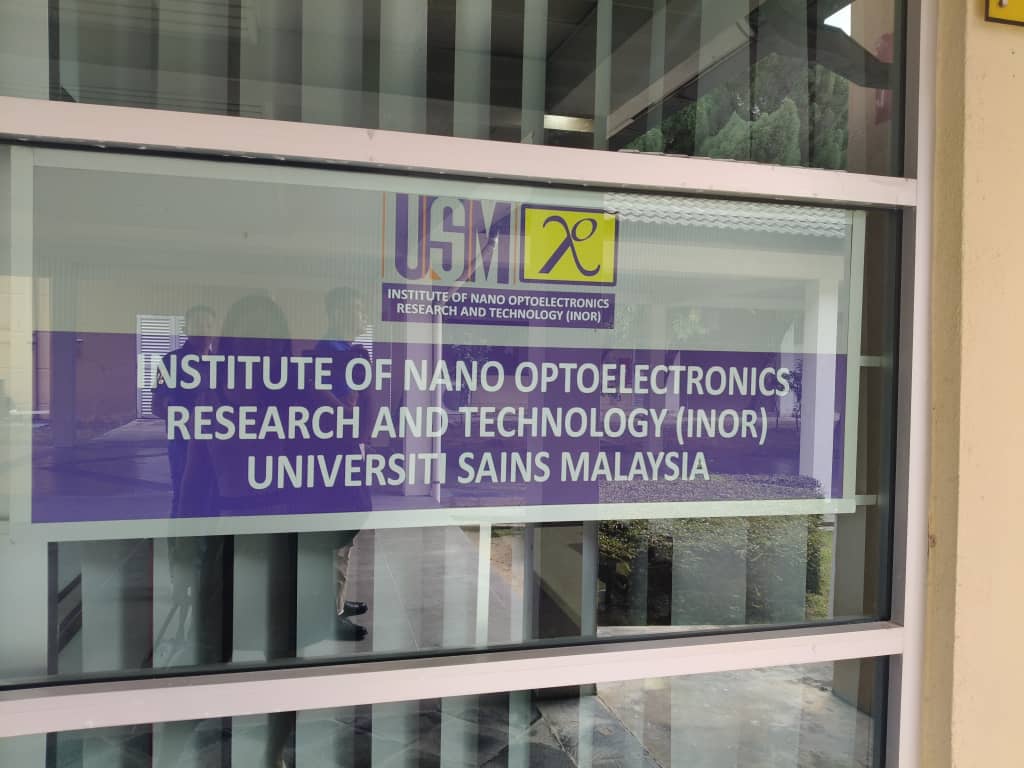 USM
INSTITUTE OF NANO OPTOELECTRONICS
RESEARCH AND TECHNOLOGY (INOR)
INSTITUTE OF NANO OPTOELECTRONICS
RESEARCH AND TECHNOLOGY (INOR)
UNIVERSITI SAINS MALAYSIA